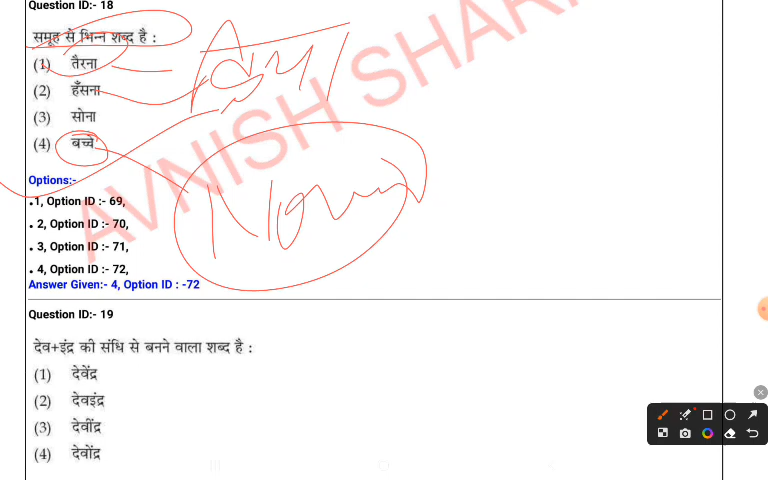 Question ID:- 18
समूह से भिन्न शब्द है :
(1) तैरना
(2) हँसना
(3) सोना
(4) बच्चे
क्रिया
Noun
AVNISH SHAR
Options:-
.1, Option ID :- 69,
. 2, Option ID :- 70,
. 3, Option ID :- 71,
. 4, Option ID :- 72,
Answer Given:- 4, Option ID : -72
Question ID:- 19
देव+इंद्र की संधि से बनने वाला शब्द है :
(1) देवेंद्र
(2) देवइंद्र
(3) देवींद्र
(4) देवोंद्र